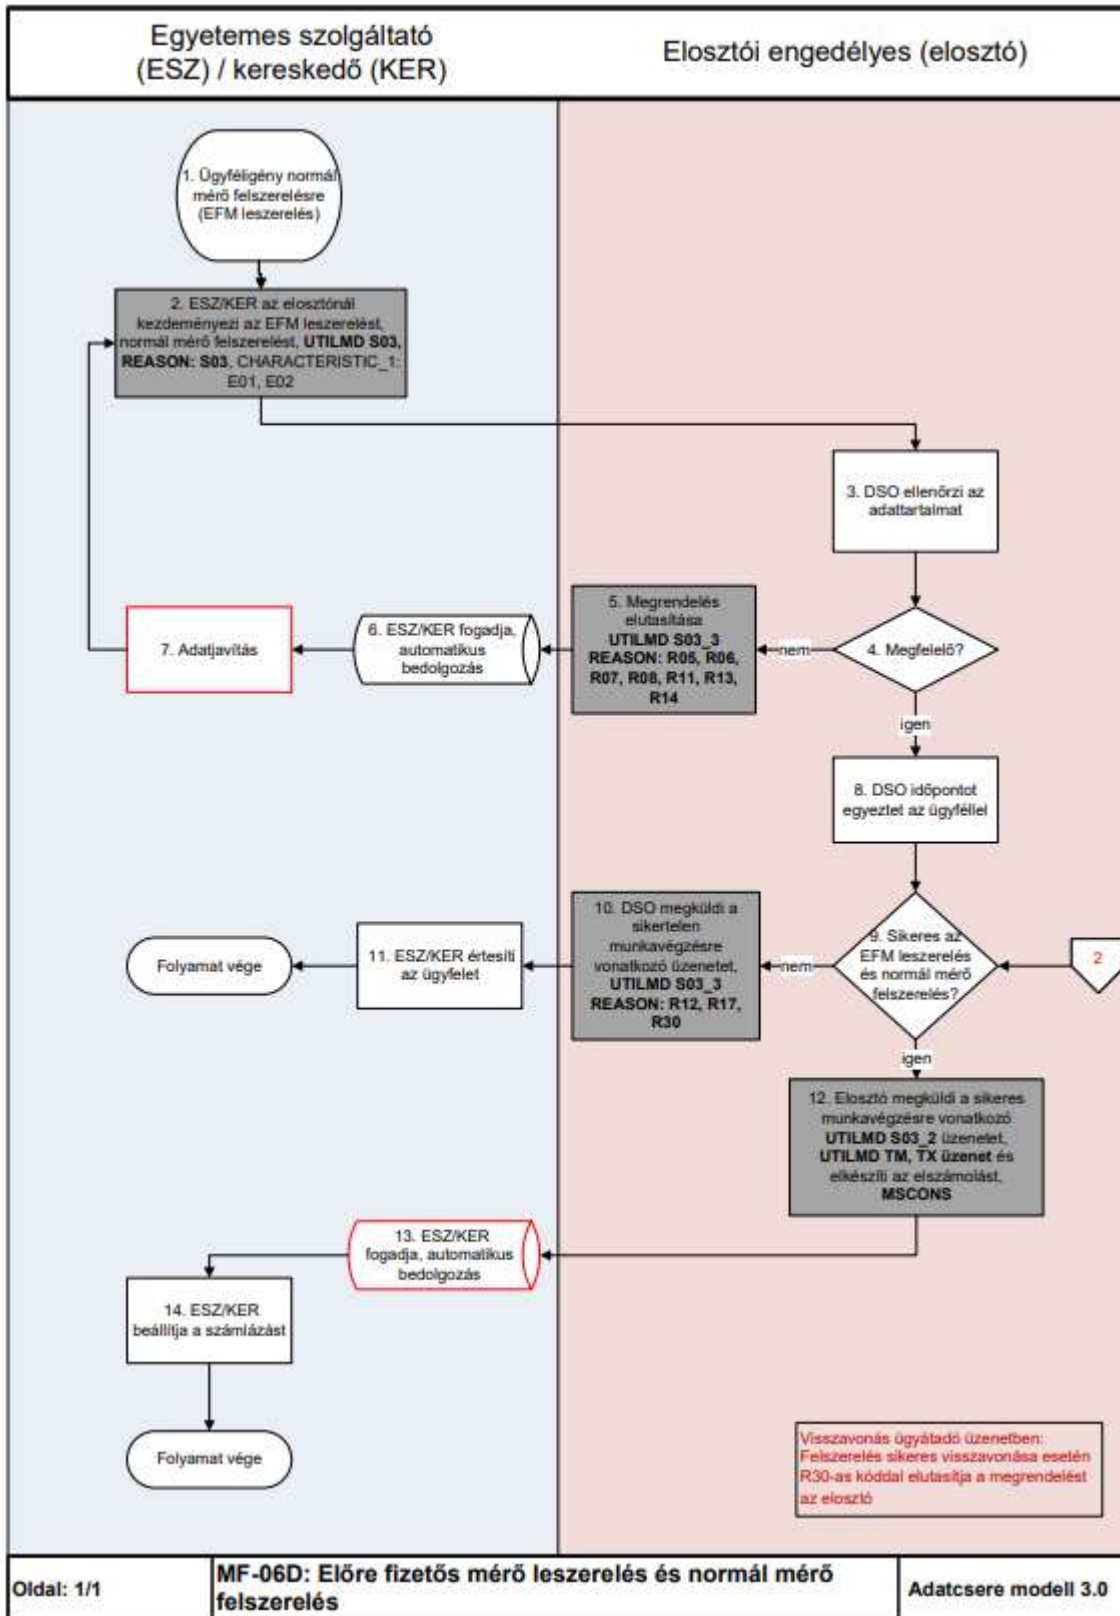 Egyetemes szolgáltató
(ESZ) / kereskedő (KER)
Elosztói engedélyes (elosztó)
1. Ügyféligény normál
mérő felszerelésre
(EFM leszerelés)
2. ESZ/KER az elosztónál
kezdeményezi az EFM leszerelést,
normál mérő felszerelést, UTILMD S03,
REASON: S03, CHARACTERISTIC_1:
E01, E02
3. DSO ellenőrzi az
adattartalmat
4. Megfelelő?
nem
5. Megrendelés
elutasítása
UTILMD S03_3
REASON: R05, R06,
R07, R08, R11, R13,
R14
6. ESZ/KER fogadja,
automatikus
bedolgozás
7. Adatjavítás
igen
8. DSO időpontot
egyeztet az ügyféllel
9. Sikeres az
EFM leszerelés
és normál mérő
felszerelés?
2
nem
10. DSO megküldi a
sikertelen
munkavégzésre
vonatkozó üzenetet,
UTILMD S03_3
REASON: R12, R17,
R30
11. ESZ/KER értesíti
az ügyfelet
Folyamat vége
igen
12. Elosztó megküldi a sikeres
munkavégzésre vonatkozó
UTILMD S03_2 üzenetet,
UTILMD TM, TX üzenet és
elkészíti az elszámolást,
MSCONS
13. ESZ/KER
fogadja, automatikus
bedolgozás
14. ESZ/KER
beállítja a számlázást
Folyamat vége
Visszavonás ügyátadó üzenetben:
Felszerelés sikeres visszavonása esetén
R30-as kóddal elutasítja a megrendelést
az elosztó
Oldal: 1/1
MF-06D: Előre fizetős mérő leszerelés és normál mérő
felszerelés
Adatcsere modell 3.0